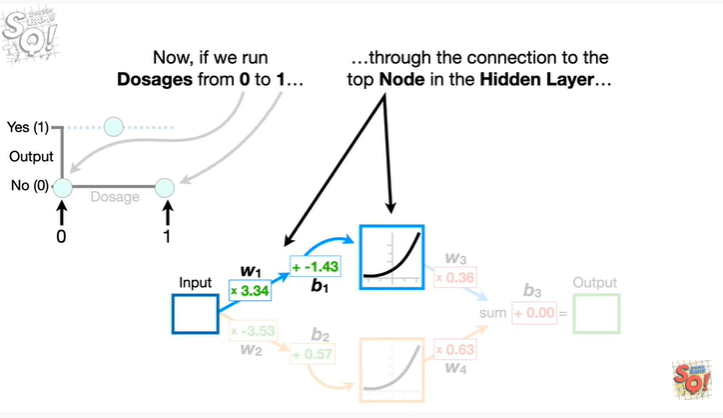 Now, if we run
Dosages from 0 to 1...
...through the connection to the
top Node in the Hidden Layer...
Yes (1)
Output
No (0)
Dosage
0
1
Input
W1
x 3.34
+ -1.43
b1
W3
x 0.36
b3
Output
sum
+ 0.00
=
x -3.53
W2
b2
+ 0.57
x 0.63
W4
SQ!